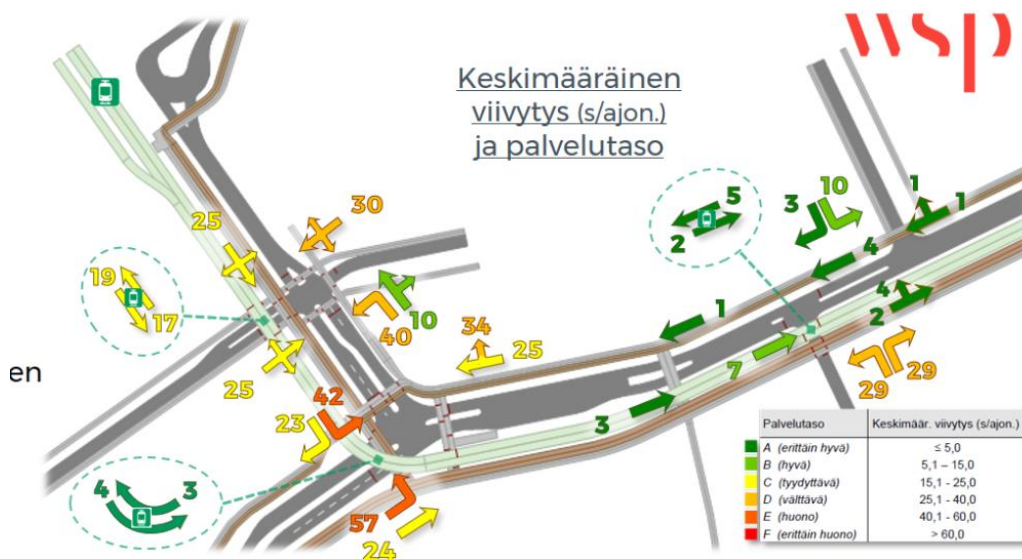 wsp
Keskimääräinen
viivytys (s/ajon.)
ja palvelutaso
30
25
5
2
3
10
1
1
4
19
17
10
40
34
25
1
4
2
en
25
42
7
29
29
23
3
4
3
57
24
Palvelutaso Keskimäär. viivytys (s/ajon.)
A (erittäin hyvä) ≤ 5,0
B (hyvä) 5,1 – 15,0
C (tyydyttävä) 15,1 - 25,0
D (välttävä) 25,1 - 40,0
E (huono) 40,1 - 60,0
F (erittäin huono) > 60,0